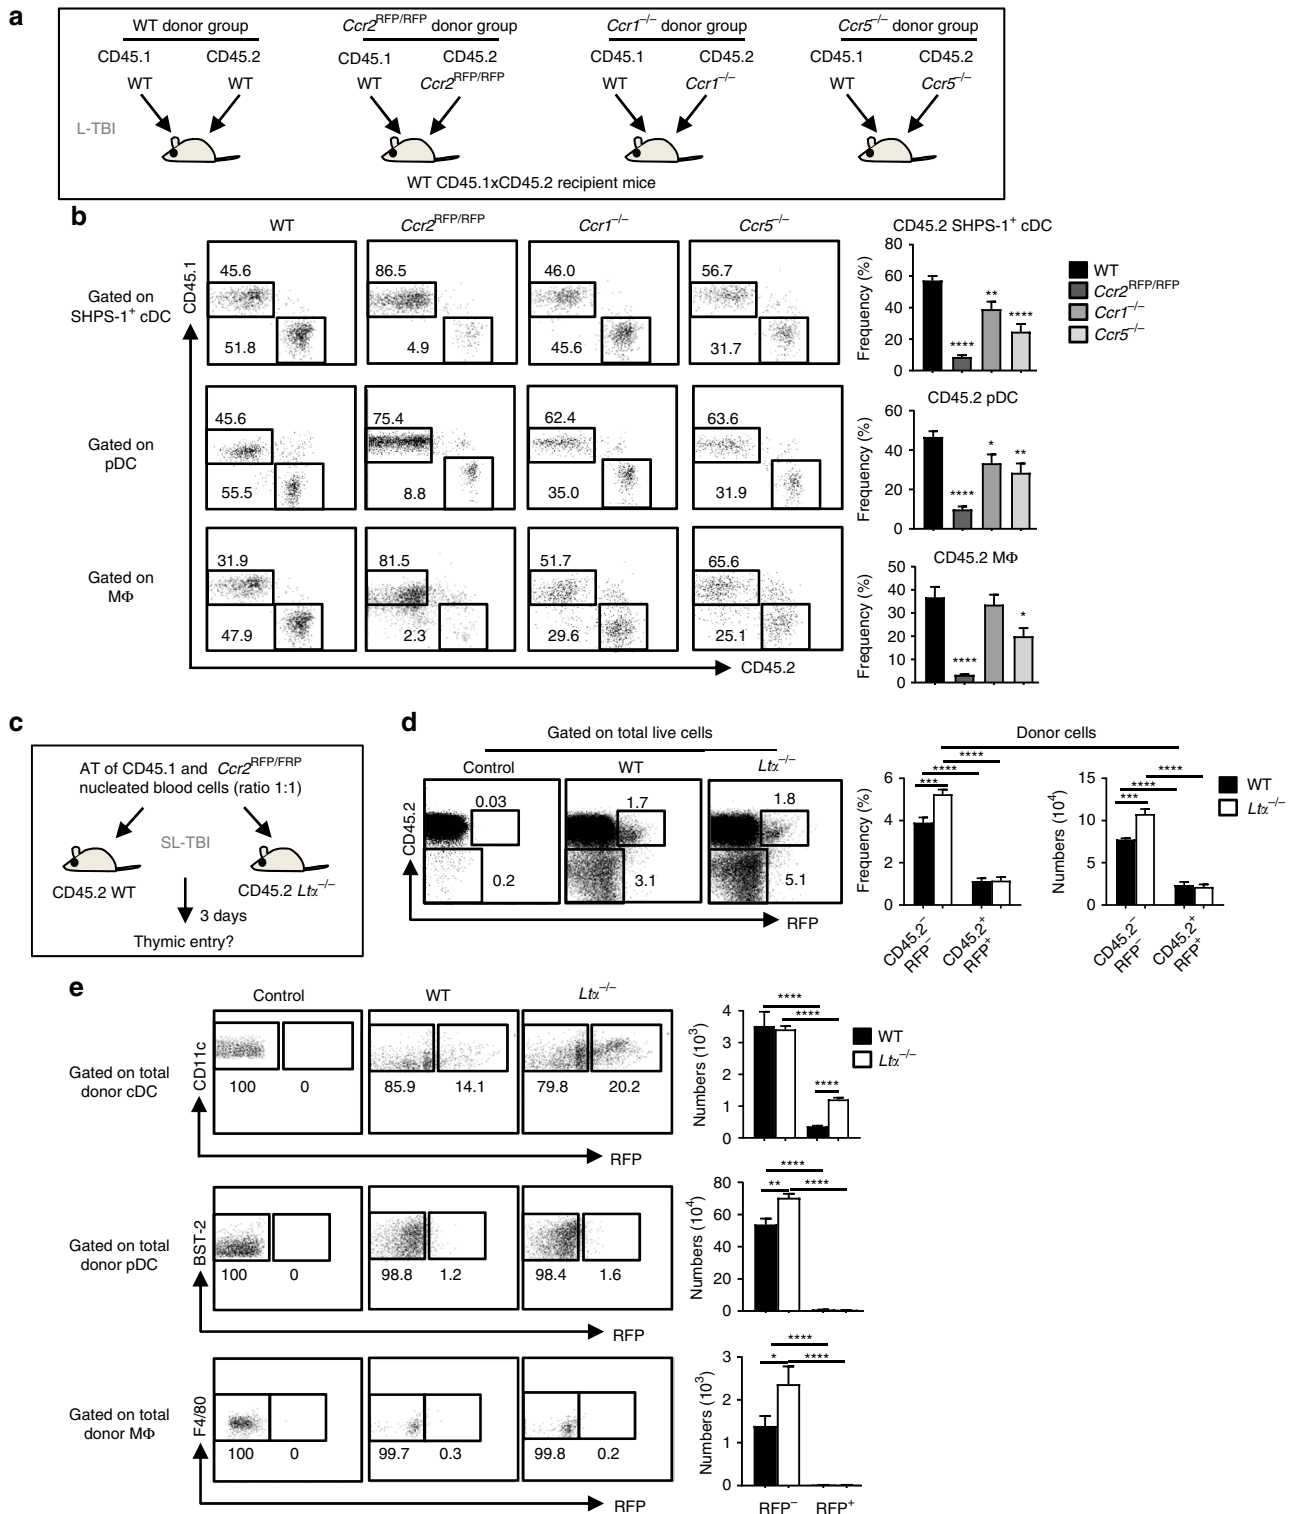 a
WT donor group
Ccr2RFP/RFP donor group
Ccr1–/– donor group
Ccr5–/– donor group
CD45.1 CD45.2 CD45.1 CD45.2 CD45.1 CD45.2 CD45.1 CD45.2
WT WT WT Ccr2RFP/RFP WT Ccr1–/– WT Ccr5–/–
L-TBI
WT CD45.1xCD45.2 recipient mice
b
WT Ccr2RFP/RFP Ccr1–/– Ccr5–/–
CD45.1
Gated on
SHPS-1+ cDC
45.6 86.5 46.0 56.7
51.8 4.9 45.6 31.7
Gated on
pDC
45.6 75.4 62.4 63.6
55.5 8.8 35.0 31.9
Gated on
MΦ
31.9 81.5 51.7 65.6
47.9 2.3 29.6 25.1
CD45.2
CD45.2 SHPS-1+ cDC
Frequency (%)
80
60
40
20
0
**** ** ****
WT
Ccr2RFP/RFP
Ccr1–/–
Ccr5–/–
CD45.2 pDC
Frequency (%)
60
40
20
0
**** * **
CD45.2 MΦ
Frequency (%)
50
40
30
20
10
0
**** *
c
AT of CD45.1 and Ccr2RFP/FRP
nucleated blood cells (ratio 1:1)
SL-TBI
CD45.2 WT CD45.2 Ltα–/–
3 days
Thymic entry?
d
Gated on total live cells
Control WT Ltα–/–
CD45.2
0.03 1.7 1.8
0.2 3.1 5.1
RFP
Donor cells
Frequency (%)
6
4
2
0
****
****
***
CD45.2– RFP–
CD45.2+ RFP+
Numbers (104)
15
10
5
0
****
****
***
CD45.2– RFP–
CD45.2+ RFP+
WT
Ltα–/–
e
Control WT Ltα–/–
Gated on total
donor cDC
CD11c
100 0 85.9 14.1 79.8 20.2
RFP
Numbers (103)
4
3
2
1
0
****
****
****
WT
Ltα–/–
Gated on total
donor pDC
BST-2
100 0 98.8 1.2 98.4 1.6
RFP
Numbers (104)
80
60
40
20
0
****
** ****
Gated on total
donor MΦ
F4/80
100 0 99.7 0.3 99.8 0.2
RFP
Numbers (103)
3
2
1
0
****
* ****
RFP– RFP+